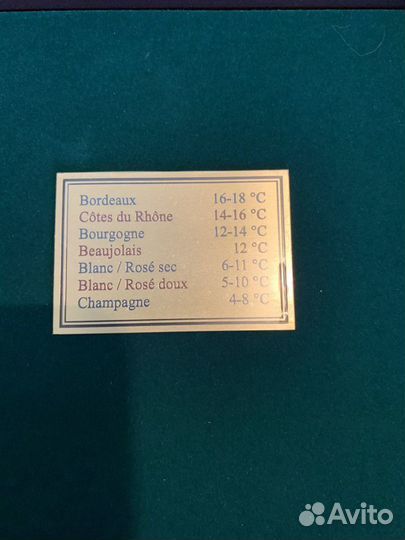 Bordeaux 16-18 °C
Côtes du Rhône 14-16 °C
Bourgogne 12-14 °C
Beaujolais 12 °C
Blanc / Rosé sec 6-11 °C
Blanc / Rosé doux 5-10 °C
Champagne 4-8 °C
Avito